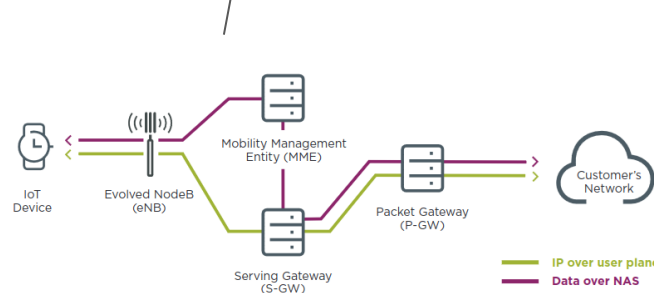 Mobility Management
Entity (MME)
IoT
Device
Evolved NodeB
(eNB)
Customer's
Network
Packet Gateway
(P-GW)
Serving Gateway
(S-GW)
IP over user plane
Data over NAS